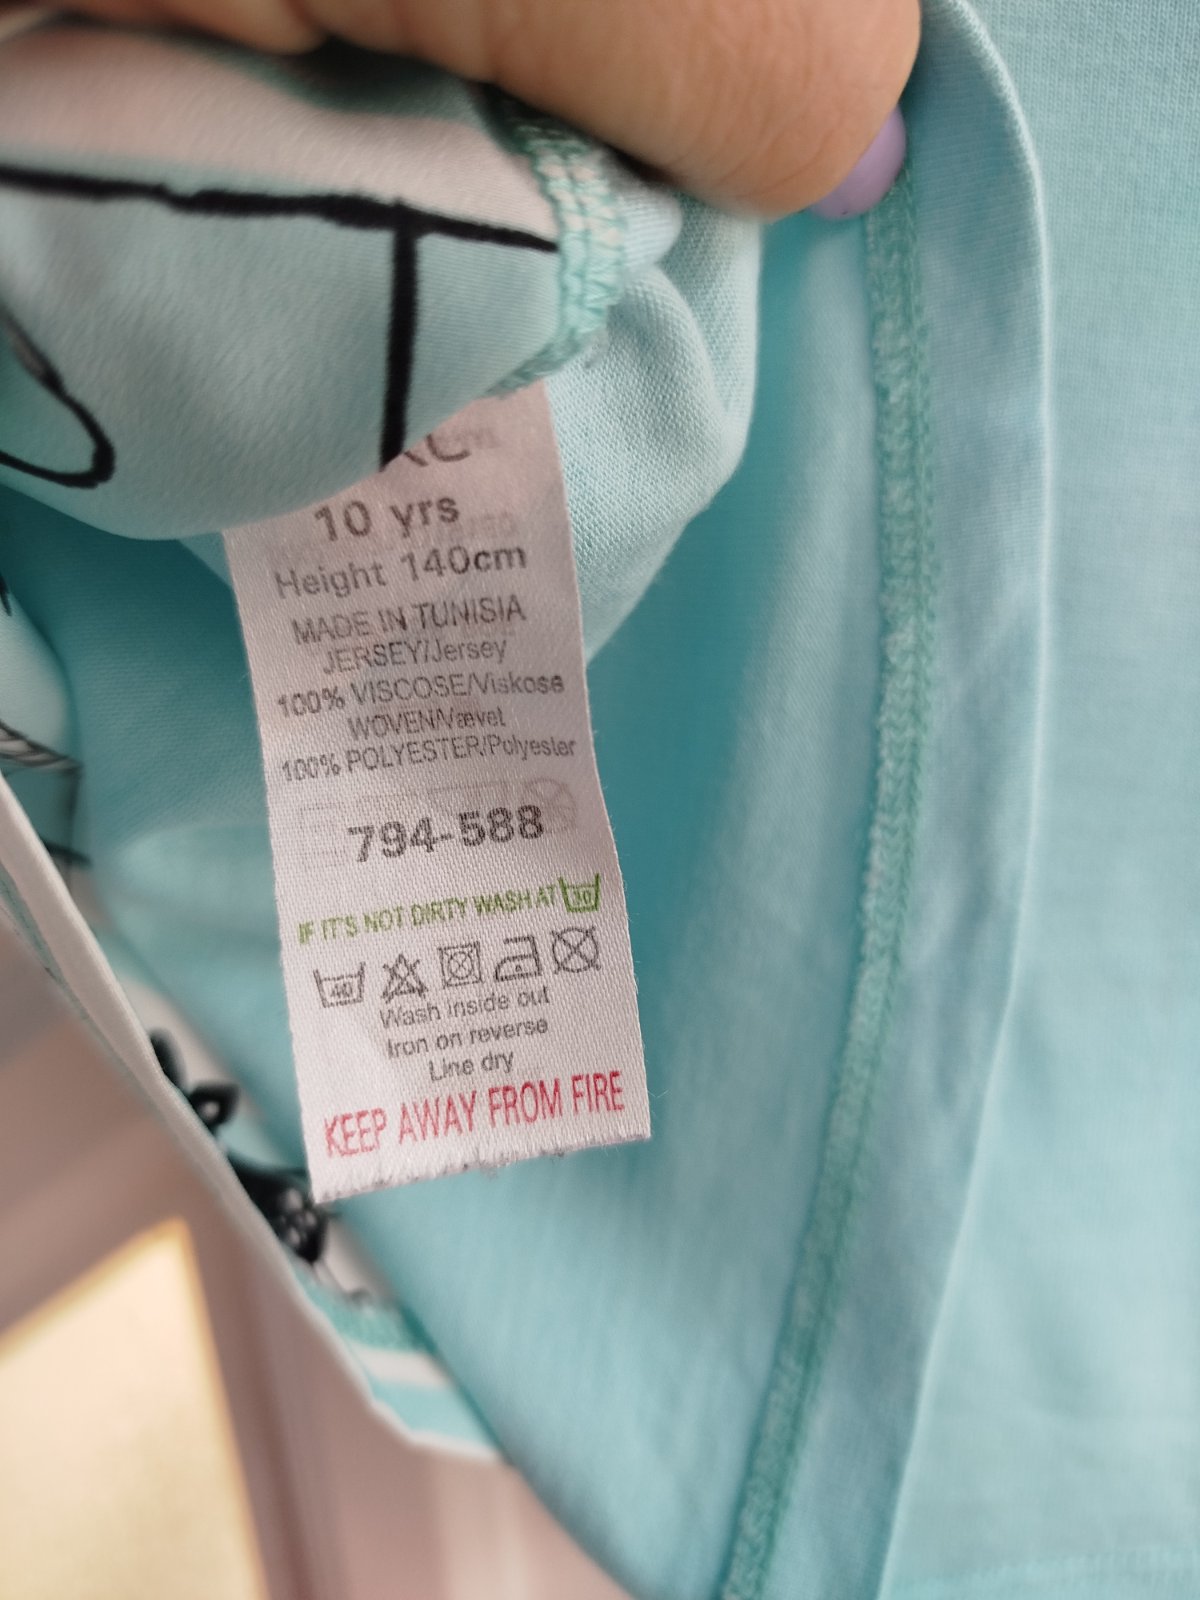 10 yrs
Height 140cm
MADE IN TUNISIA
JERSEY/Jersey
100% VISCOSE/Viskose
WOVEN/Vævet
100% POLYESTER/Polyester
794-588
IF IT'S NOT DIRTY WASH AT 30
40
Wash inside out
Iron on reverse
Line dry
KEEP AWAY FROM FIRE